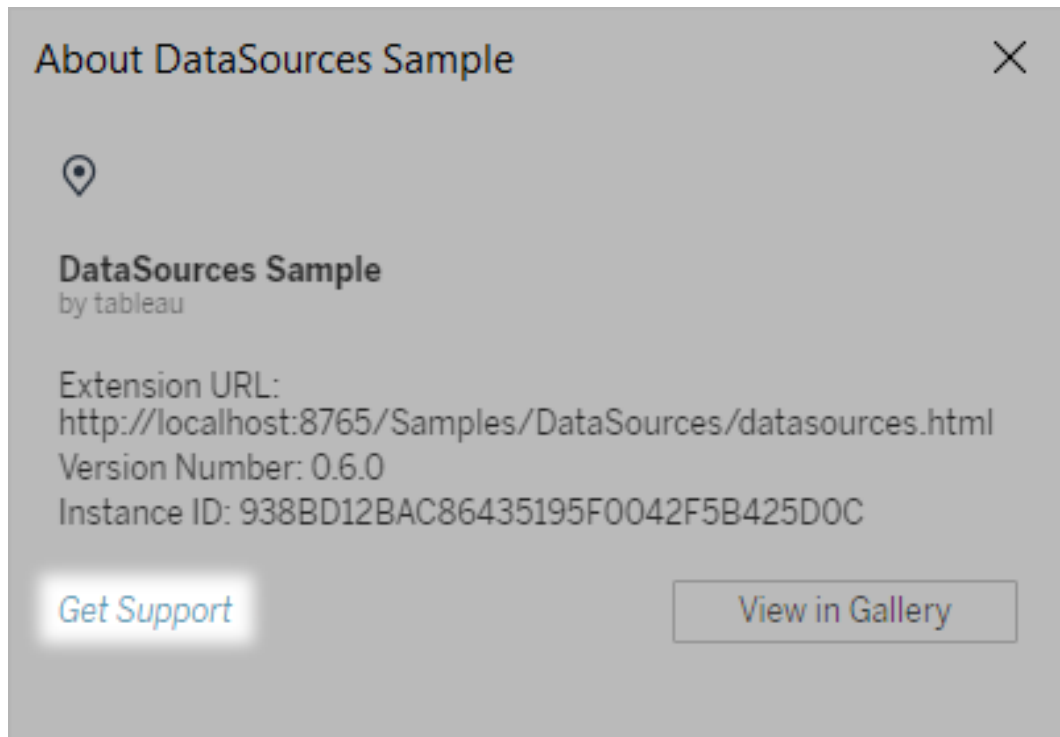 About DataSources Sample
DataSources Sample
by tableau
Extension URL:
http://localhost:8765/Samples/DataSources/datasources.html
Version Number: 0.6.0
Instance ID: 938BD12BAC86435195F0042F5B425D0C
Get Support
View in Gallery